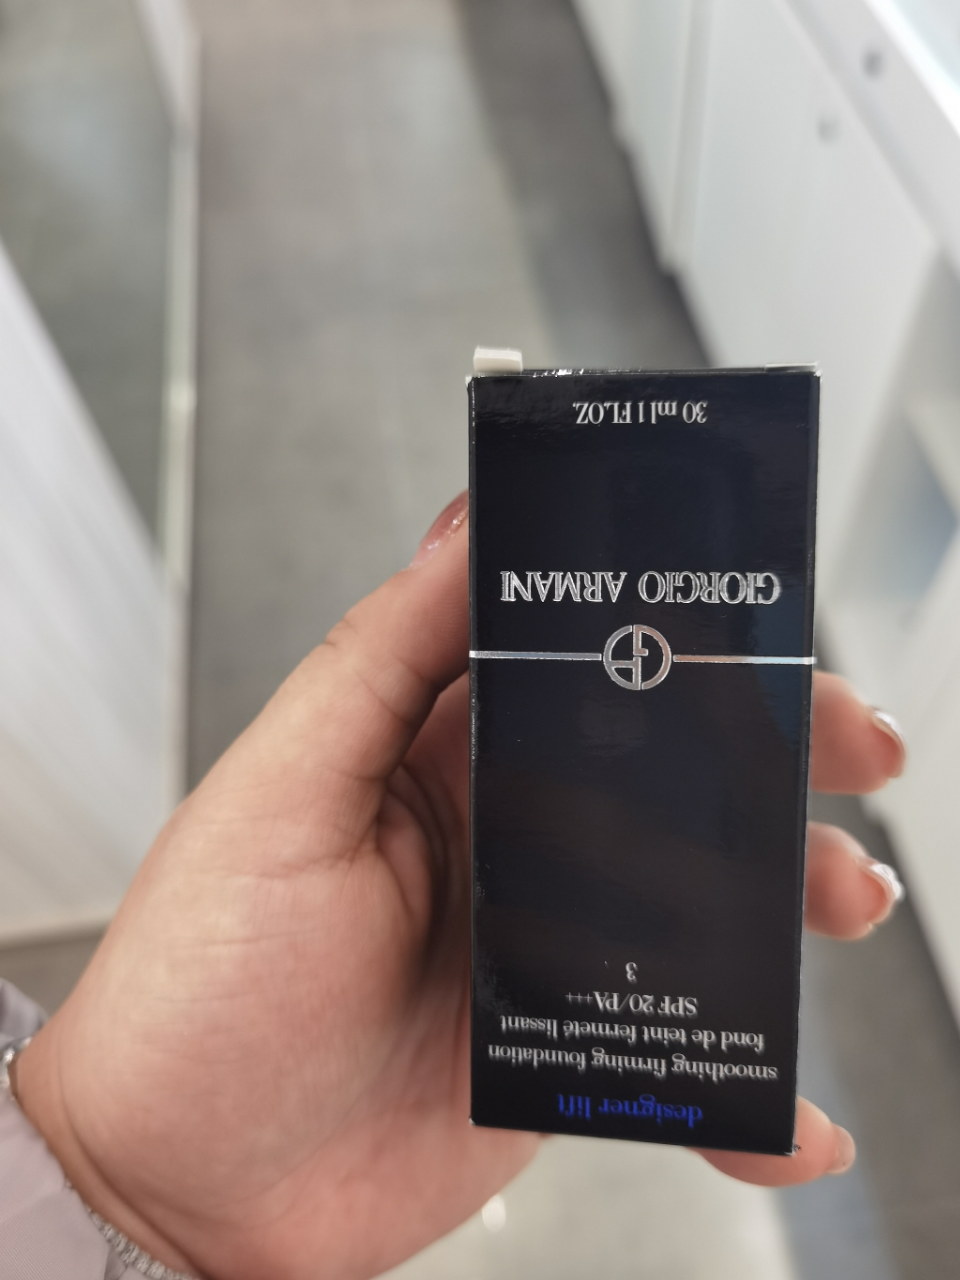 designer lift
smoothing firming foundation
fond de teint fermeté lissant
SPF 20/PA+++
3
GIORGIO ARMANI
30 ml 1 FL.OZ.